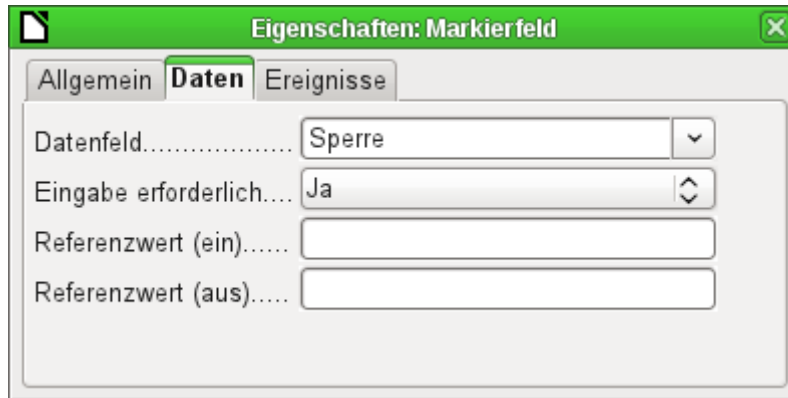 Eigenschaften: Markierfeld
Allgemein Daten Ereignisse
Datenfeld................... Sperre
Eingabe erforderlich.... Ja
Referenzwert (ein)......
Referenzwert (aus).....